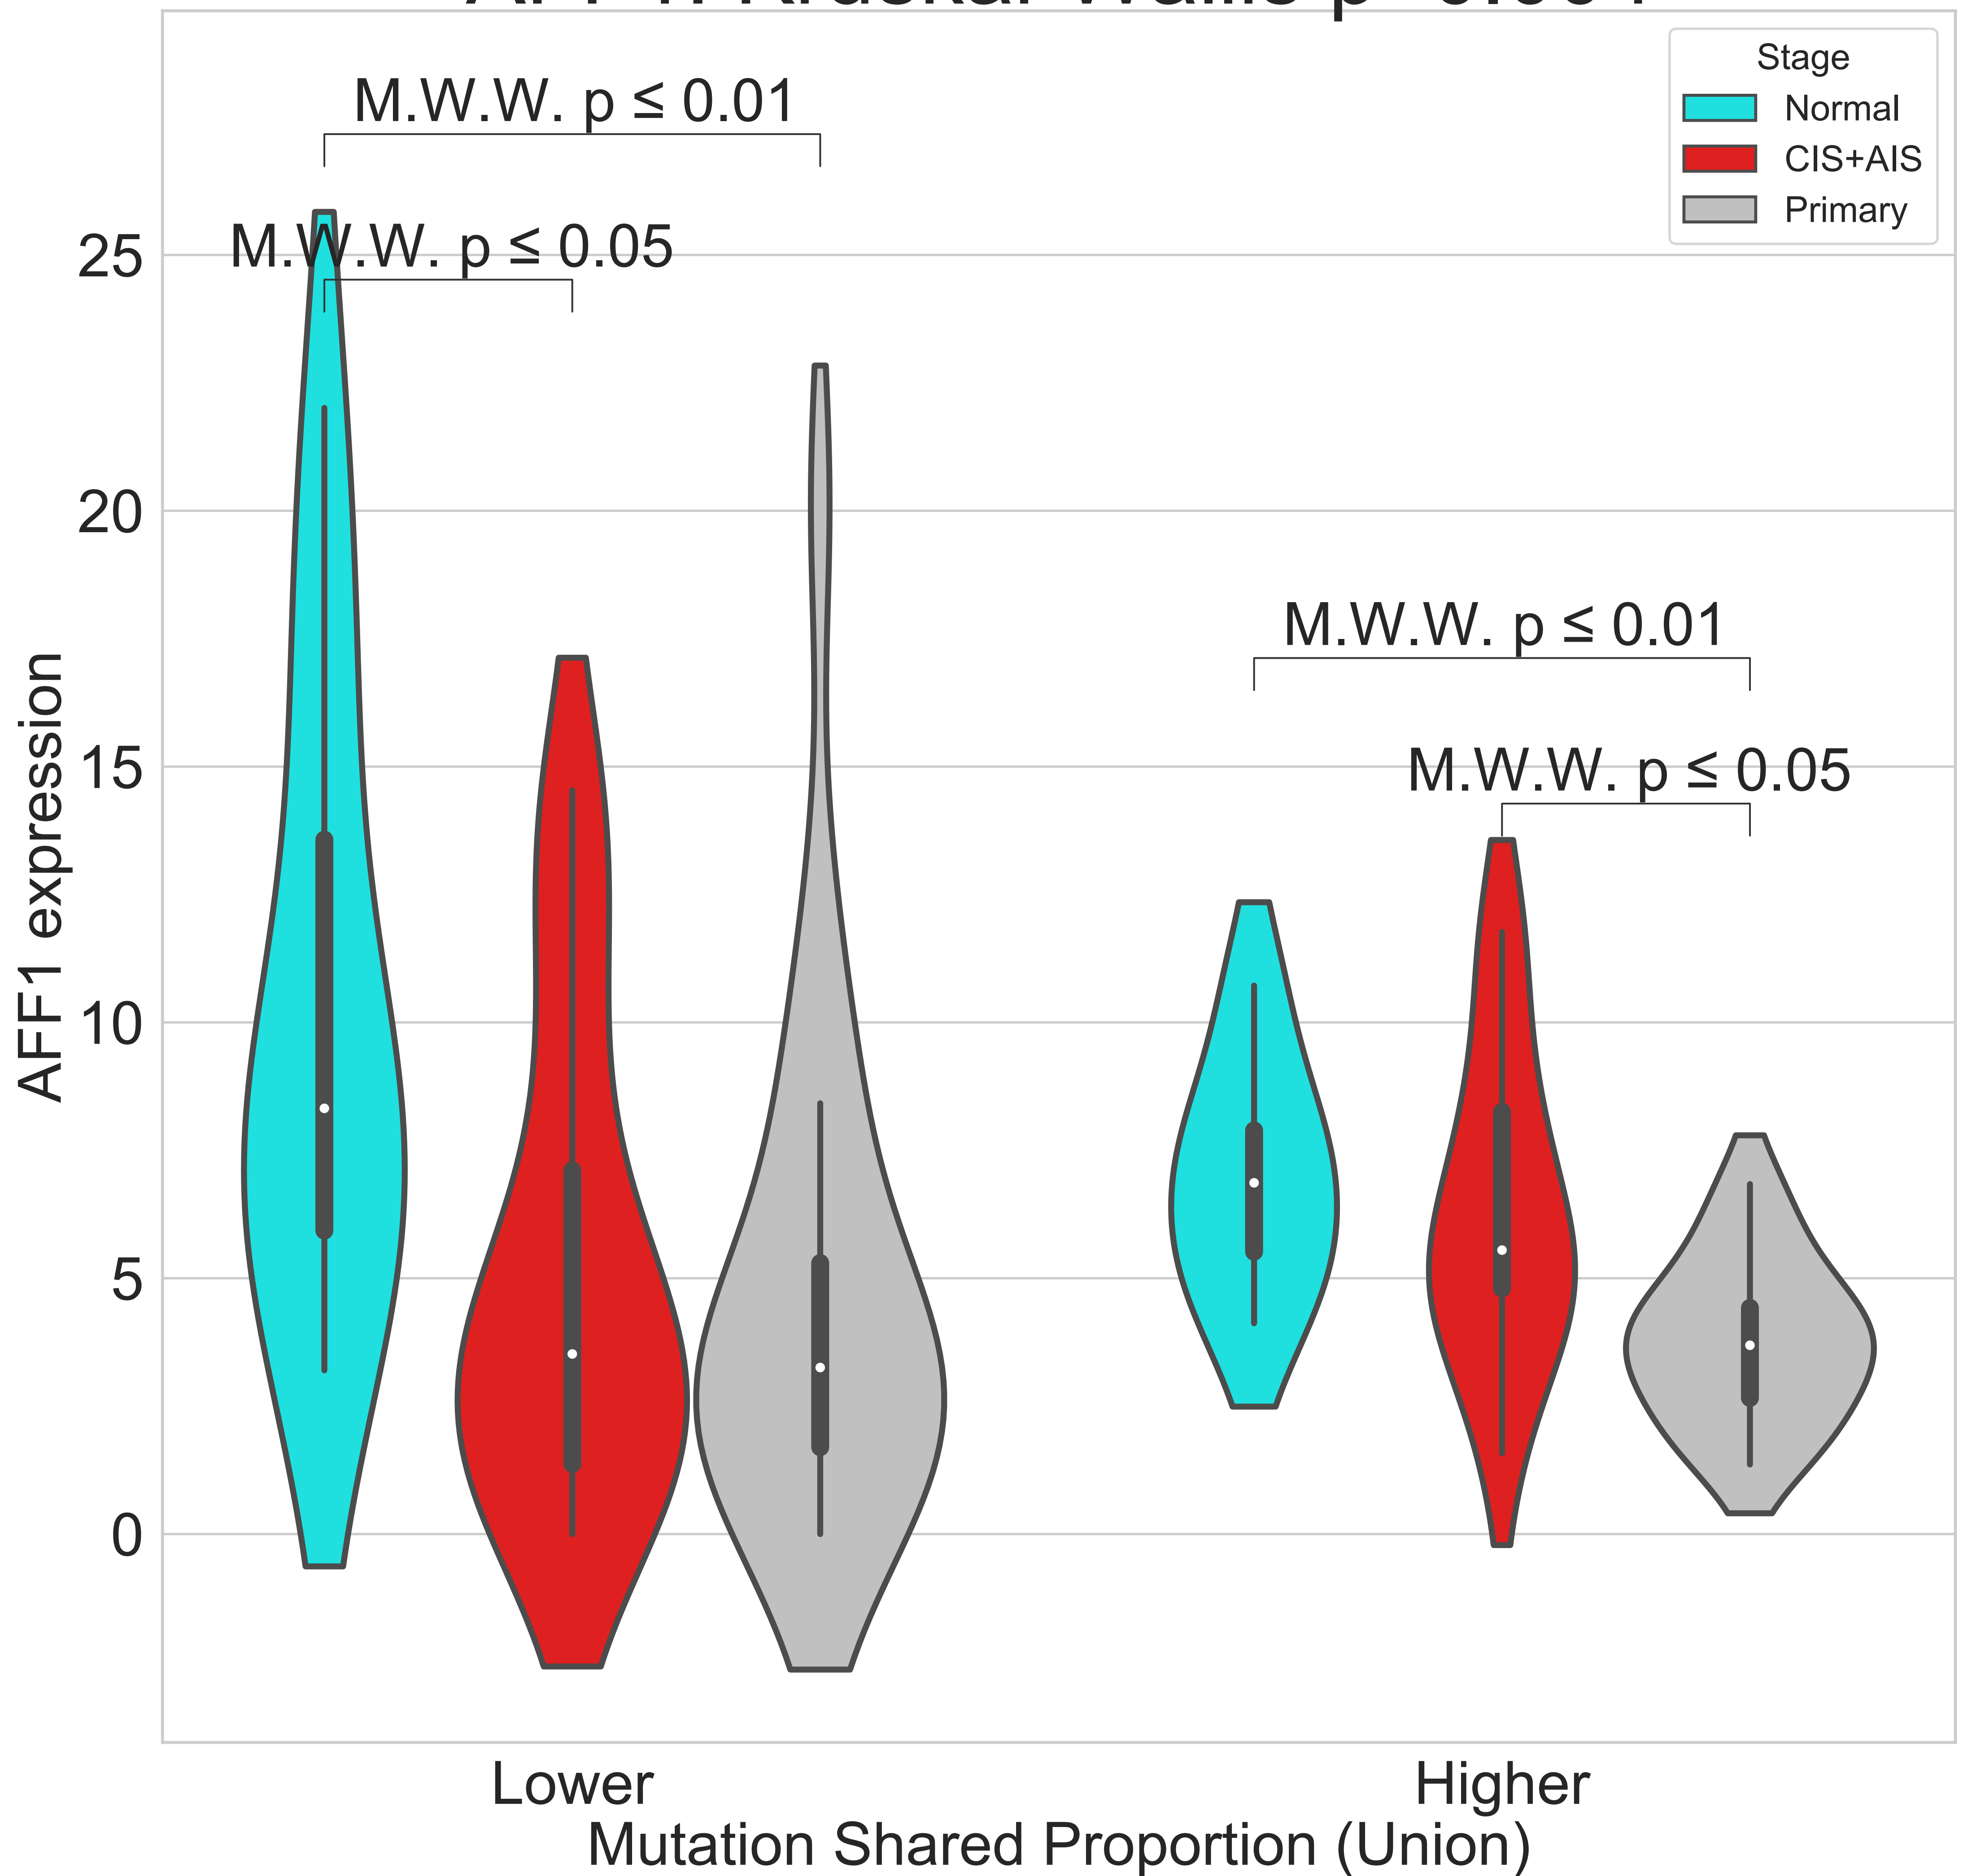 Stage
Normal
CIS+AIS
Primary
M.W.W. p ≤ 0.01
M.W.W. p ≤ 0.05
M.W.W. p ≤ 0.01
M.W.W. p ≤ 0.05
25
20
15
10
5
0
AFF1 expression
Lower
Higher
Mutation Shared Proportion (Union)